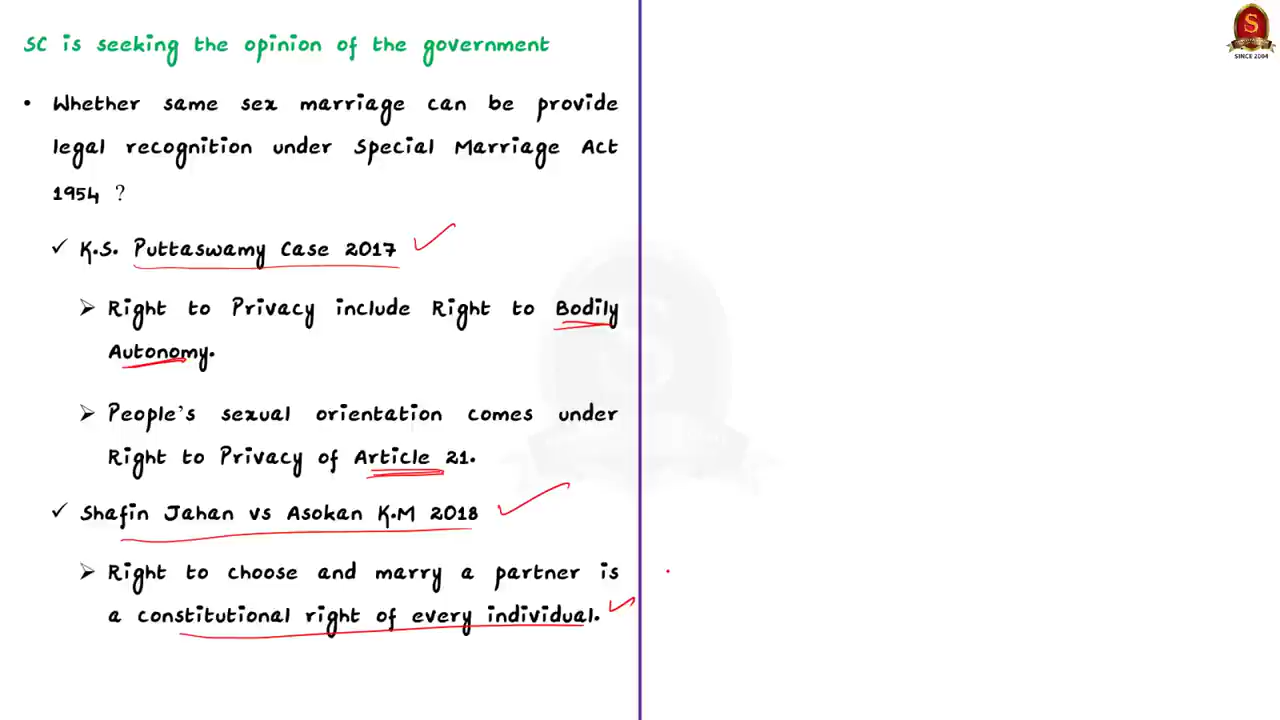 SC is seeking the opinion of the government
• Whether same sex marriage can be provide
legal recognition under Special Marriage Act
1954 ?
✓ K.S. Puttaswamy Case 2017
➢ Right to Privacy include Right to Bodily
Autonomy.
➢ People's sexual orientation comes under
Right to Privacy of Article 21.
✓ Shafin Jahan vs Asokan K.M 2018
➢ Right to choose and marry a partner is
a constitutional right of every individual.
S
SINCE 2004